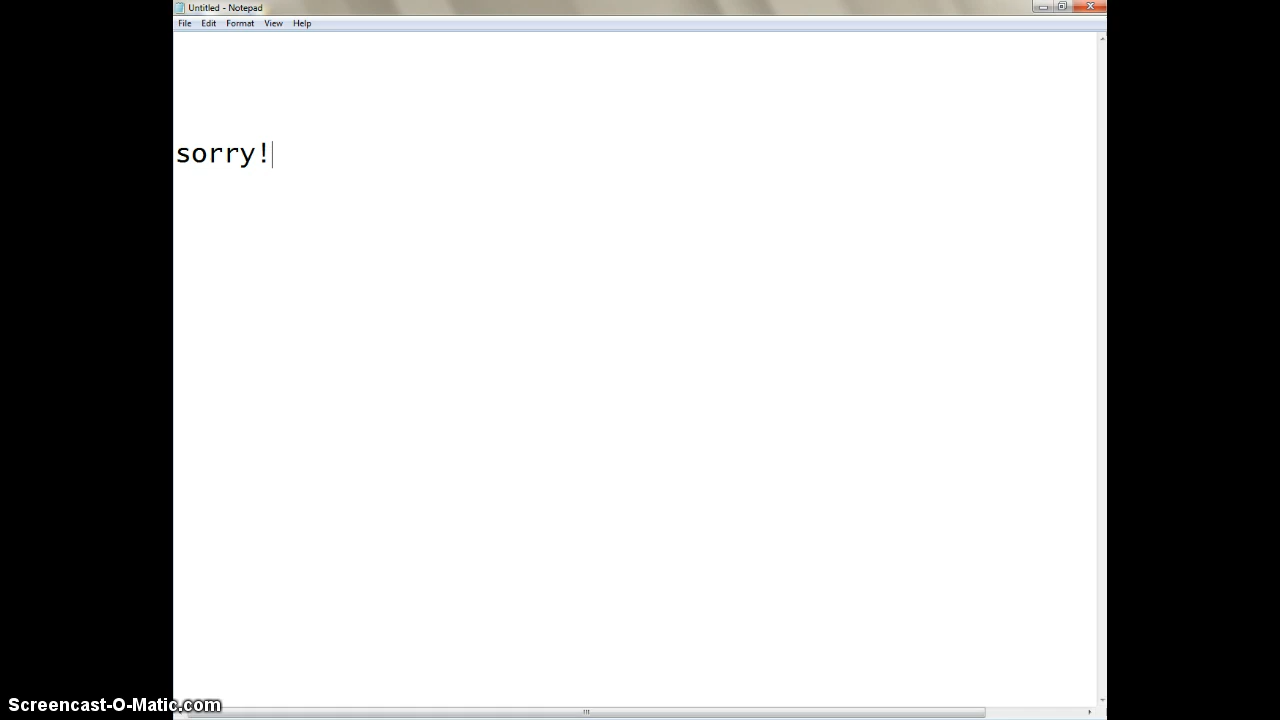 Untitled - Notepad
File Edit Format View Help
sorry!
Screencast-O-Matic.com